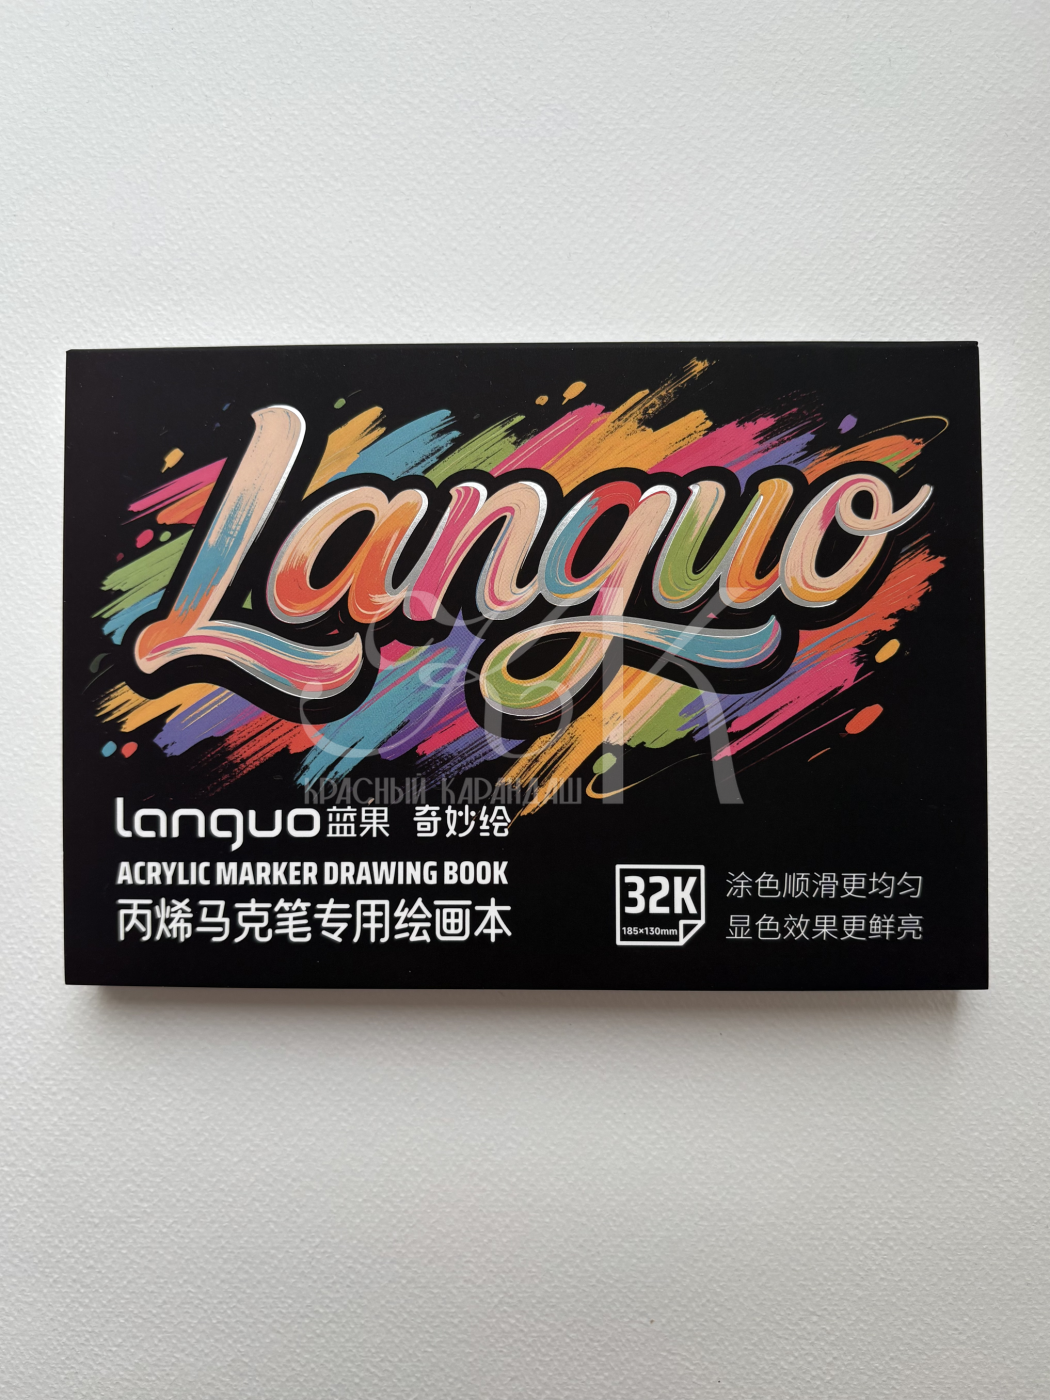 Languo
КРАСНЫЙ КАРАНДАШ
languo蓝果 奇妙绘
ACRYLIC MARKER DRAWING BOOK
丙烯马克笔专用绘画本
32K
185×130mm
涂色顺滑更均匀
显色效果更鲜亮